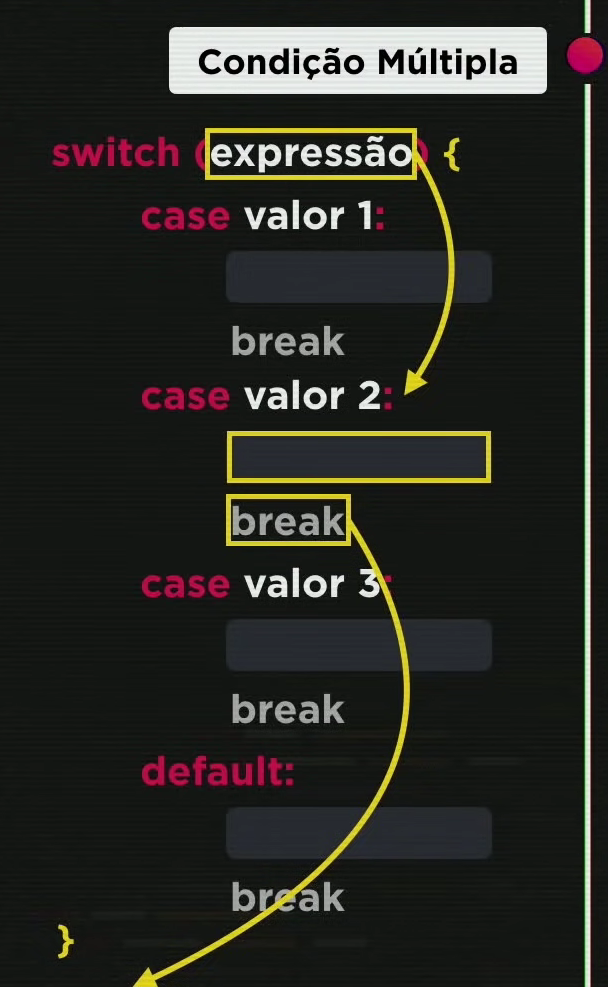 Condição Múltipla
switch (expressão) {
case valor 1:
break
case valor 2:
break
case valor 3:
break
default:
break
}